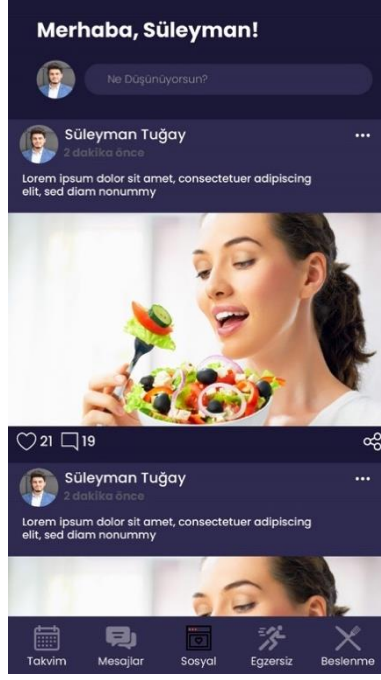 Merhaba, Süleyman!
Ne Düşünüyorsun?
Süleyman Tuğay
2 dakika önce
Lorem ipsum dolor sit amet, consectetuer adipiscing
elit, sed diam nonummy
21 19
Süleyman Tuğay
2 dakika önce
Lorem ipsum dolor sit amet, consectetuer adipiscing
elit, sed diam nonummy
Takvim Mesajlar Sosyal Egzersiz Beslenme